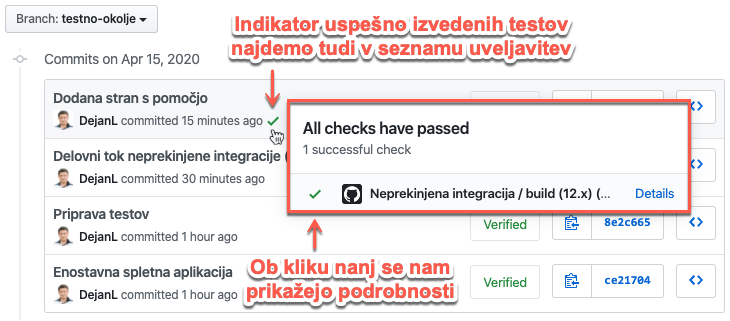 Branch: testno-okolje
Indikator uspešno izvedenih testov
najdemo tudi v seznamu uveljavitev
Commits on Apr 15, 2020
Dodana stran s pomočjo
DejanL committed 15 minutes ago
All checks have passed
1 successful check
Delovni tok neprekinjene integracije (
DejanL committed 30 minutes ago
Neprekinjena integracija / build (12.x) (... Details
Priprava testov
DejanL committed 1 hour ago
Verified 8e2c665
Ob kliku nanj se nam
prikažejo podrobnosti
Enostavna spletna aplikacija
DejanL committed 1 hour ago
Verified ce21704